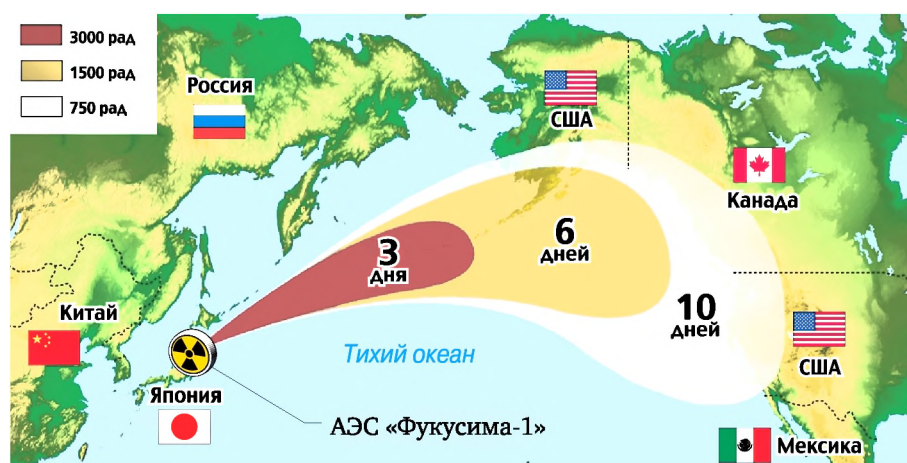 3000 рад
1500 рад
750 рад
Россия
США
Канада
3
дня
6
дней
10
дней
Китай
США
Тихий океан
Япония
АЭС «Фукусима-1»
Мексика